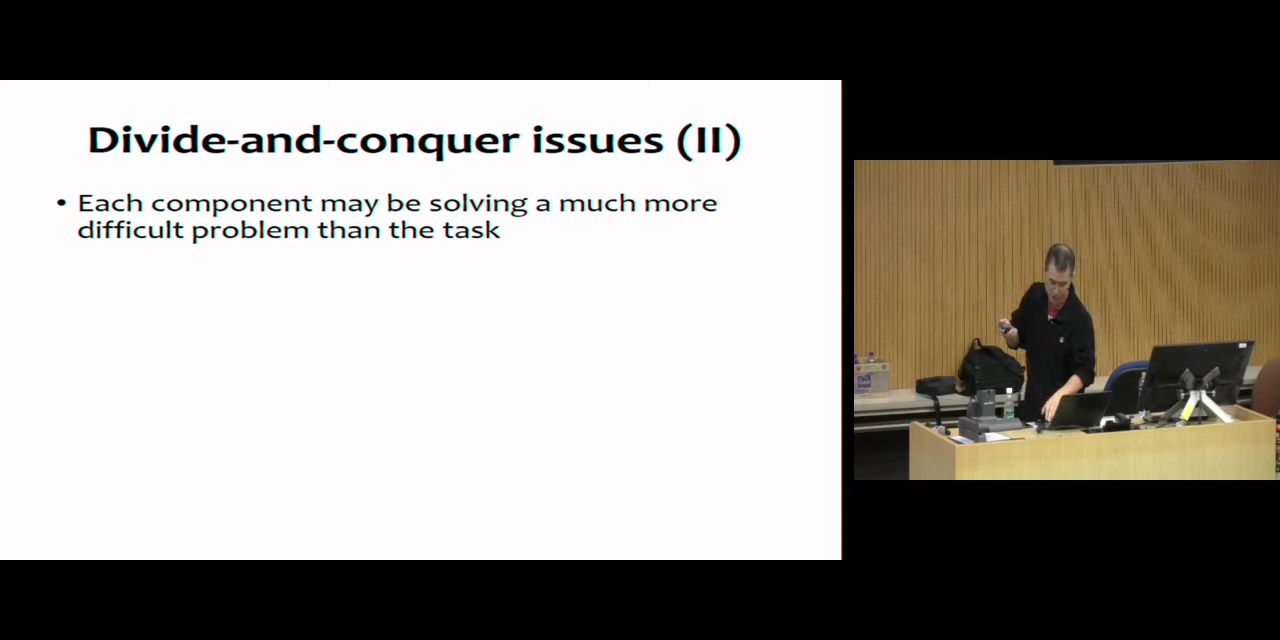 Divide-and-conquer issues (II)
• Each component may be solving a much more
difficult problem than the task